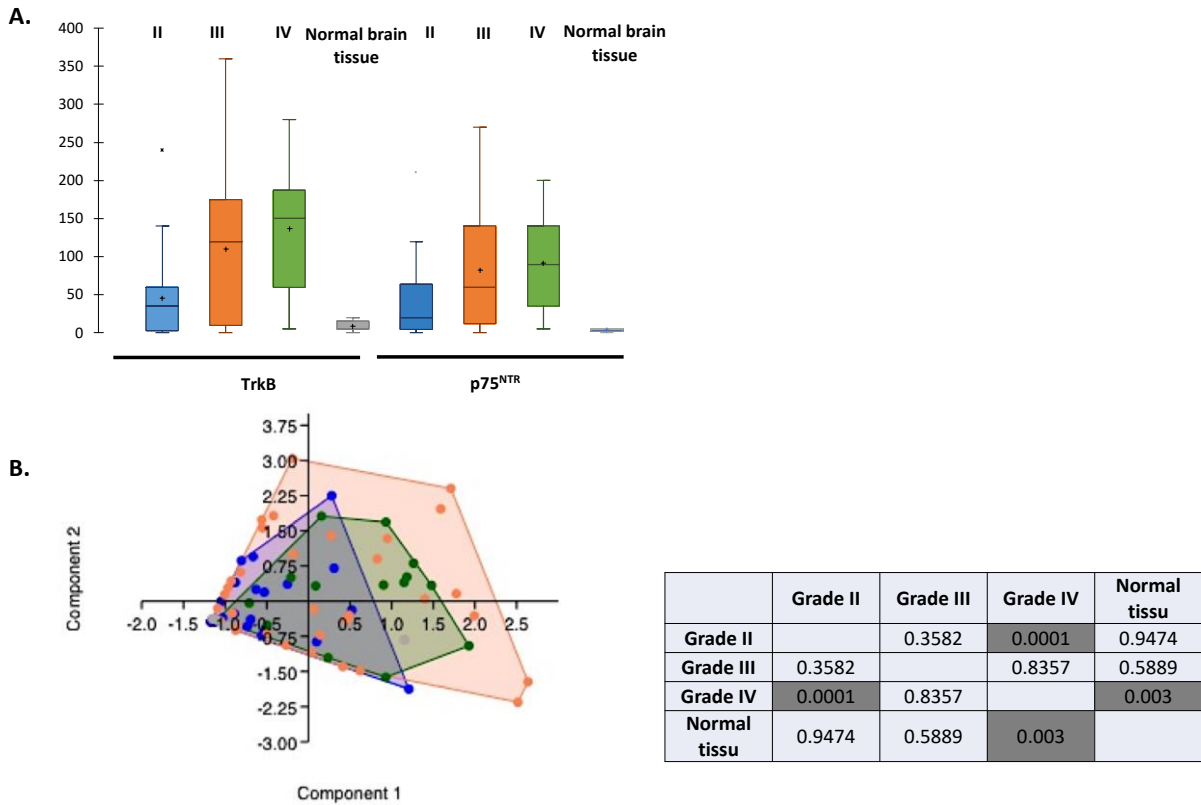 A.
II III IV Normal brain tissue II III IV Normal brain tissue
400
350
300
250
200
150
100
50
0
TrkB p75NTR
B.
Component 2
3.75
3.00
2.25
1.50
0.75
-2.0 -1.5 -1.0 -0.5 0.5 1.0 1.5 2.0 2.5
-0.75
-1.50
-2.25
-3.00
Component 1
Grade II Grade III Grade IV Normal tissu
Grade II 0.3582 0.0001 0.9474
Grade III 0.3582 0.8357 0.5889
Grade IV 0.0001 0.8357 0.003
Normal tissu 0.9474 0.5889 0.003